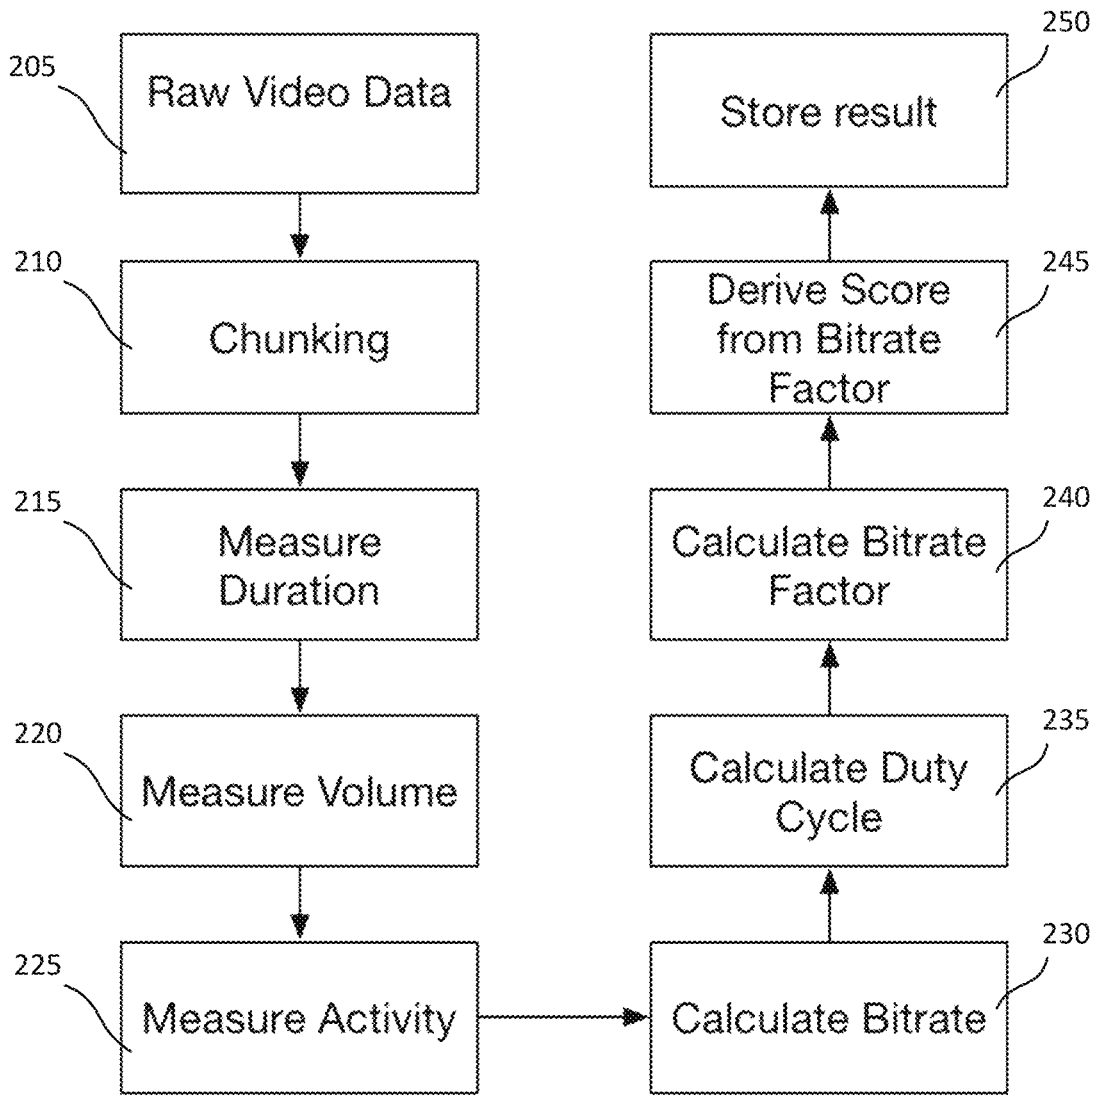 205
Raw Video Data
210
Chunking
215
Measure
Duration
220
Measure Volume
225
Measure Activity
230
Calculate Bitrate
235
Calculate Duty
Cycle
240
Calculate Bitrate
Factor
245
Derive Score
from Bitrate
Factor
250
Store result